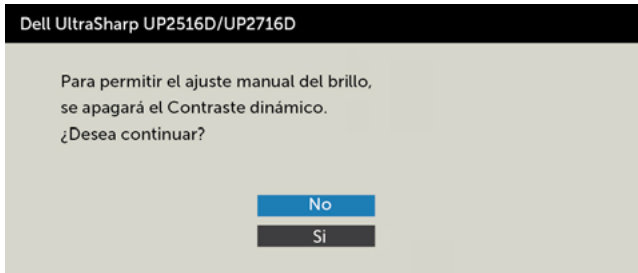 Dell UltraSharp UP2516D/UP2716D
Para permitir el ajuste manual del brillo,
se apagará el Contraste dinámico.
¿Desea continuar?
No
Si